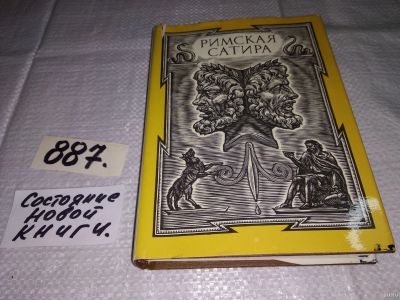 РИМСКАЯ
САТИРА
887.
Состояние
новой
книги.